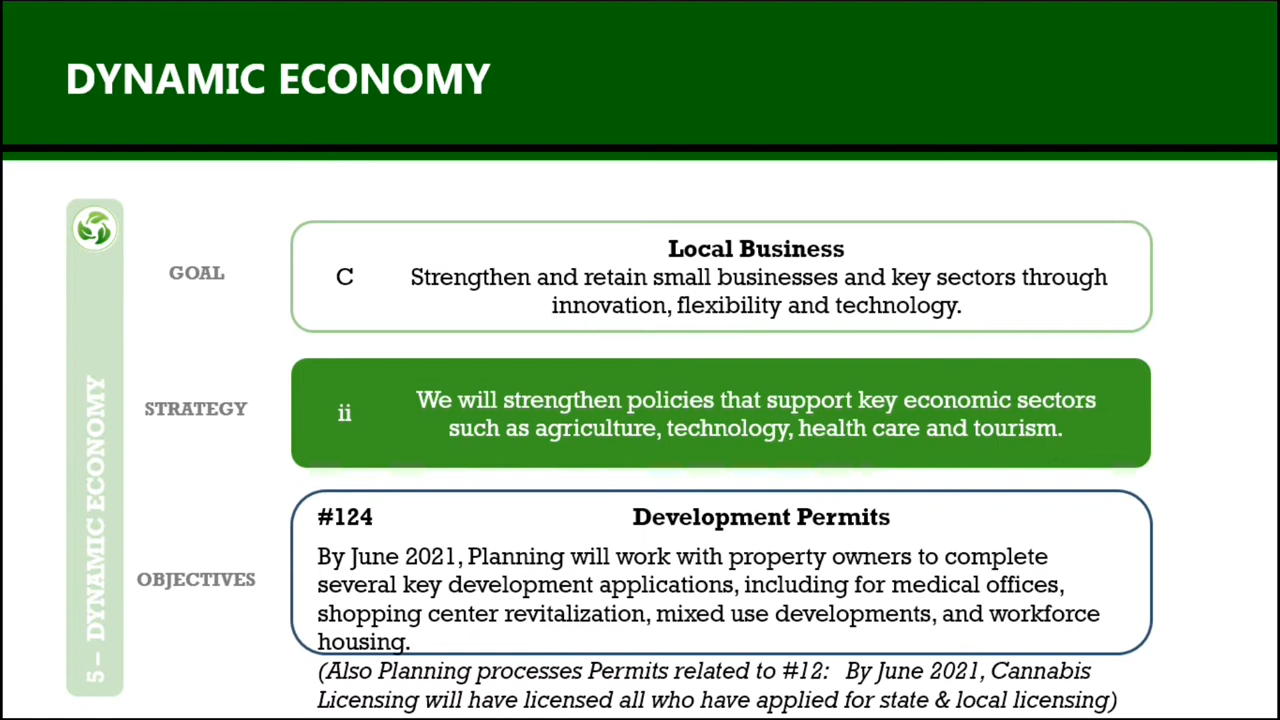 DYNAMIC ECONOMY
5 – DYNAMIC ECONOMY
GOAL
C
Local Business
Strengthen and retain small businesses and key sectors through
innovation, flexibility and technology.
STRATEGY
ii
We will strengthen policies that support key economic sectors
such as agriculture, technology, health care and tourism.
OBJECTIVES
#124 Development Permits
By June 2021, Planning will work with property owners to complete
several key development applications, including for medical offices,
shopping center revitalization, mixed use developments, and workforce
housing.
(Also Planning processes Permits related to #12: By June 2021, Cannabis
Licensing will have licensed all who have applied for state & local licensing)